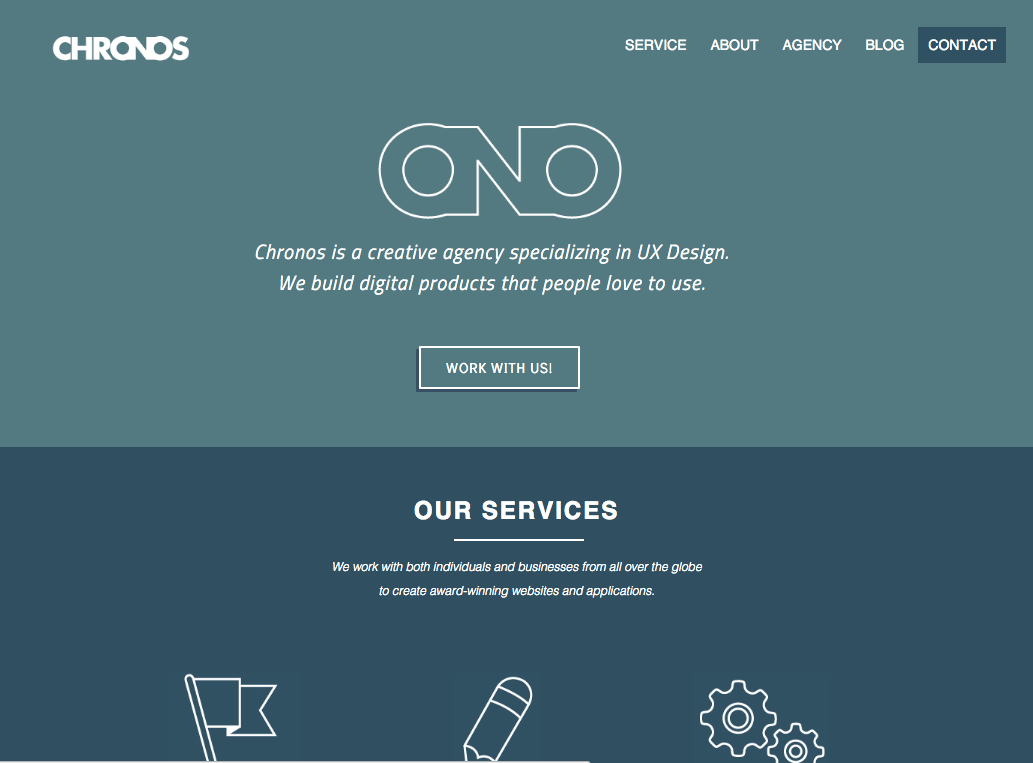 CHRONOS
SERVICE ABOUT AGENCY BLOG CONTACT
ONO
Chronos is a creative agency specializing in UX Design.
We build digital products that people love to use.
WORK WITH US!
OUR SERVICES
We work with both individuals and businesses from all over the globe
to create award-winning websites and applications.